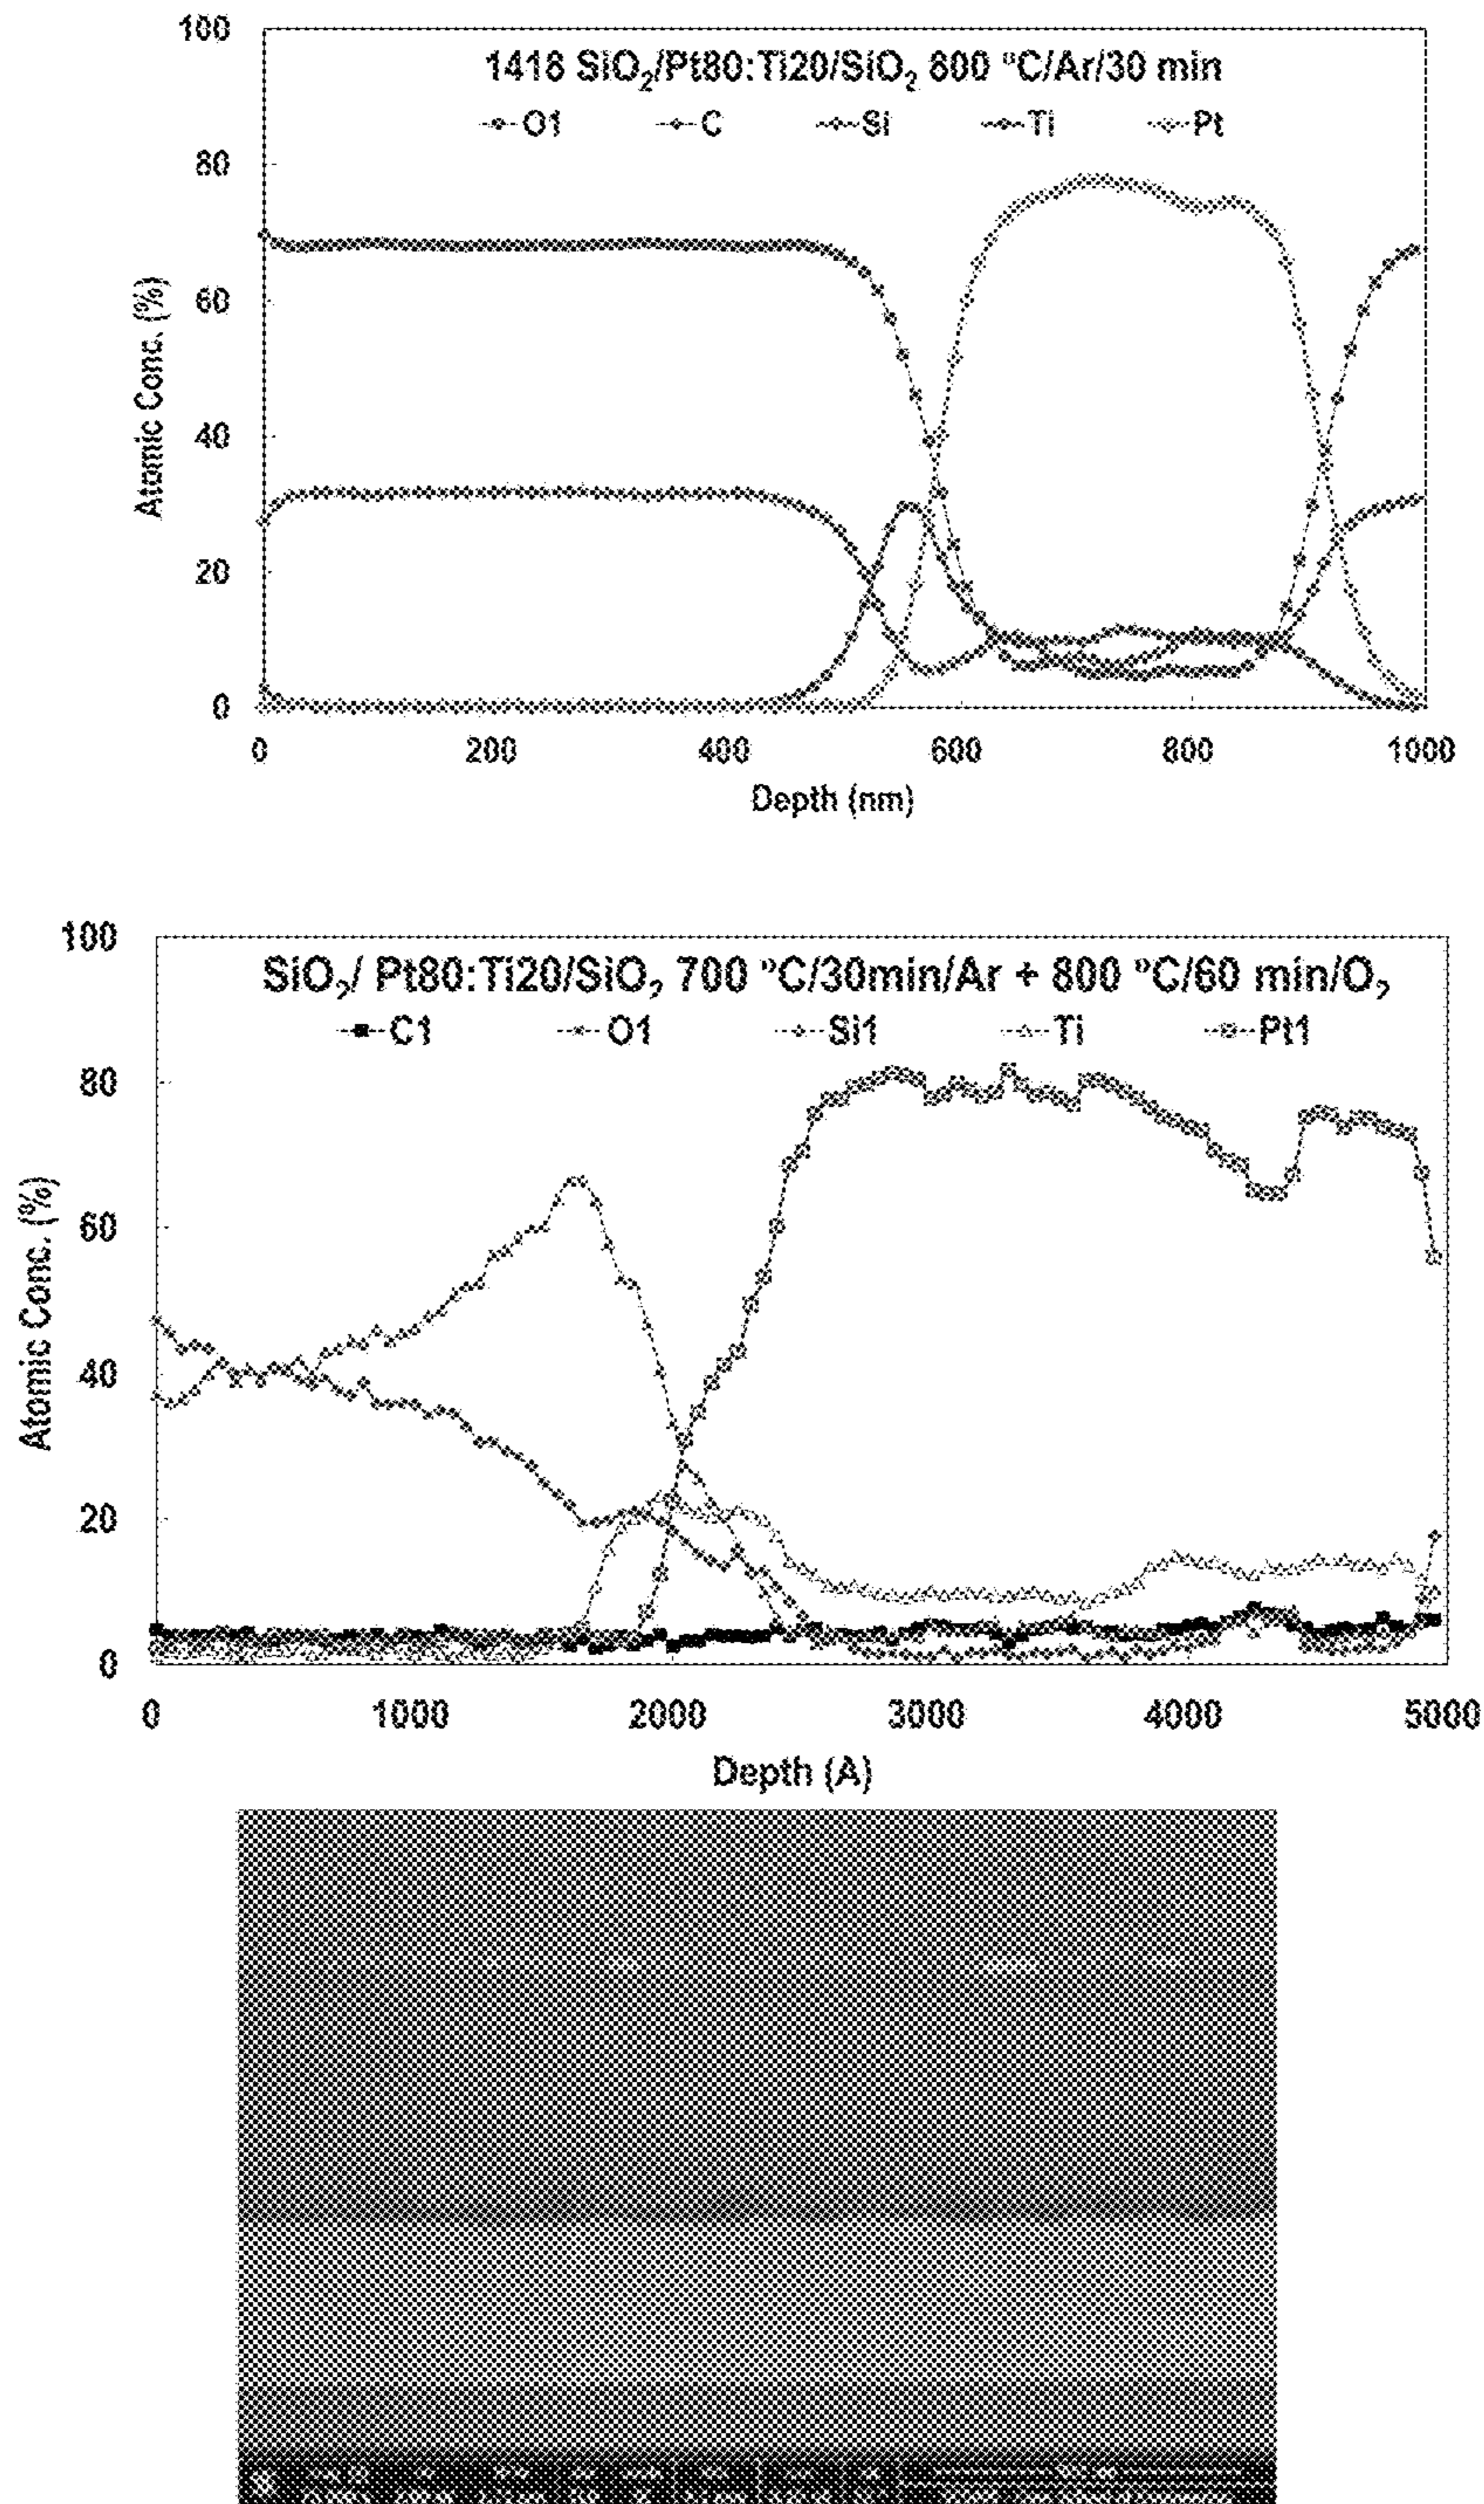 1418 SiO₂/Pt80:Ti20/SiO₂ 800 ºC/Ar/30 min
O1 C Si Ti Pt
100
80
60
40
20
0
Atomic Conc. (%)
0 200 400 600 800 1000
Depth (nm)
SiO₂/ Pt80:Ti20/SiO₂ 700 ºC/30min/Ar + 800 ºC/60 min/O₂
C1 O1 Si1 Ti Pt1
100
80
60
40
20
0
Atomic Conc. (%)
0 1000 2000 3000 4000 5000
Depth (A)